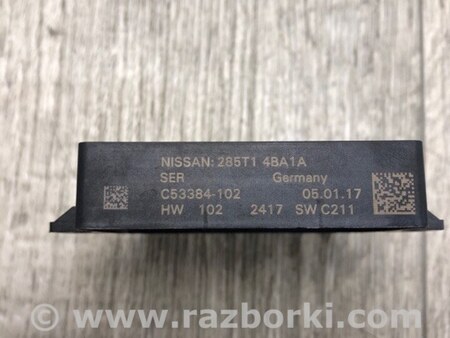 NISSAN: 285T1 4BA1A
SER Germany
C53384-102 05.01.17
HW 102 2417 SW C211
© www.razborki.com